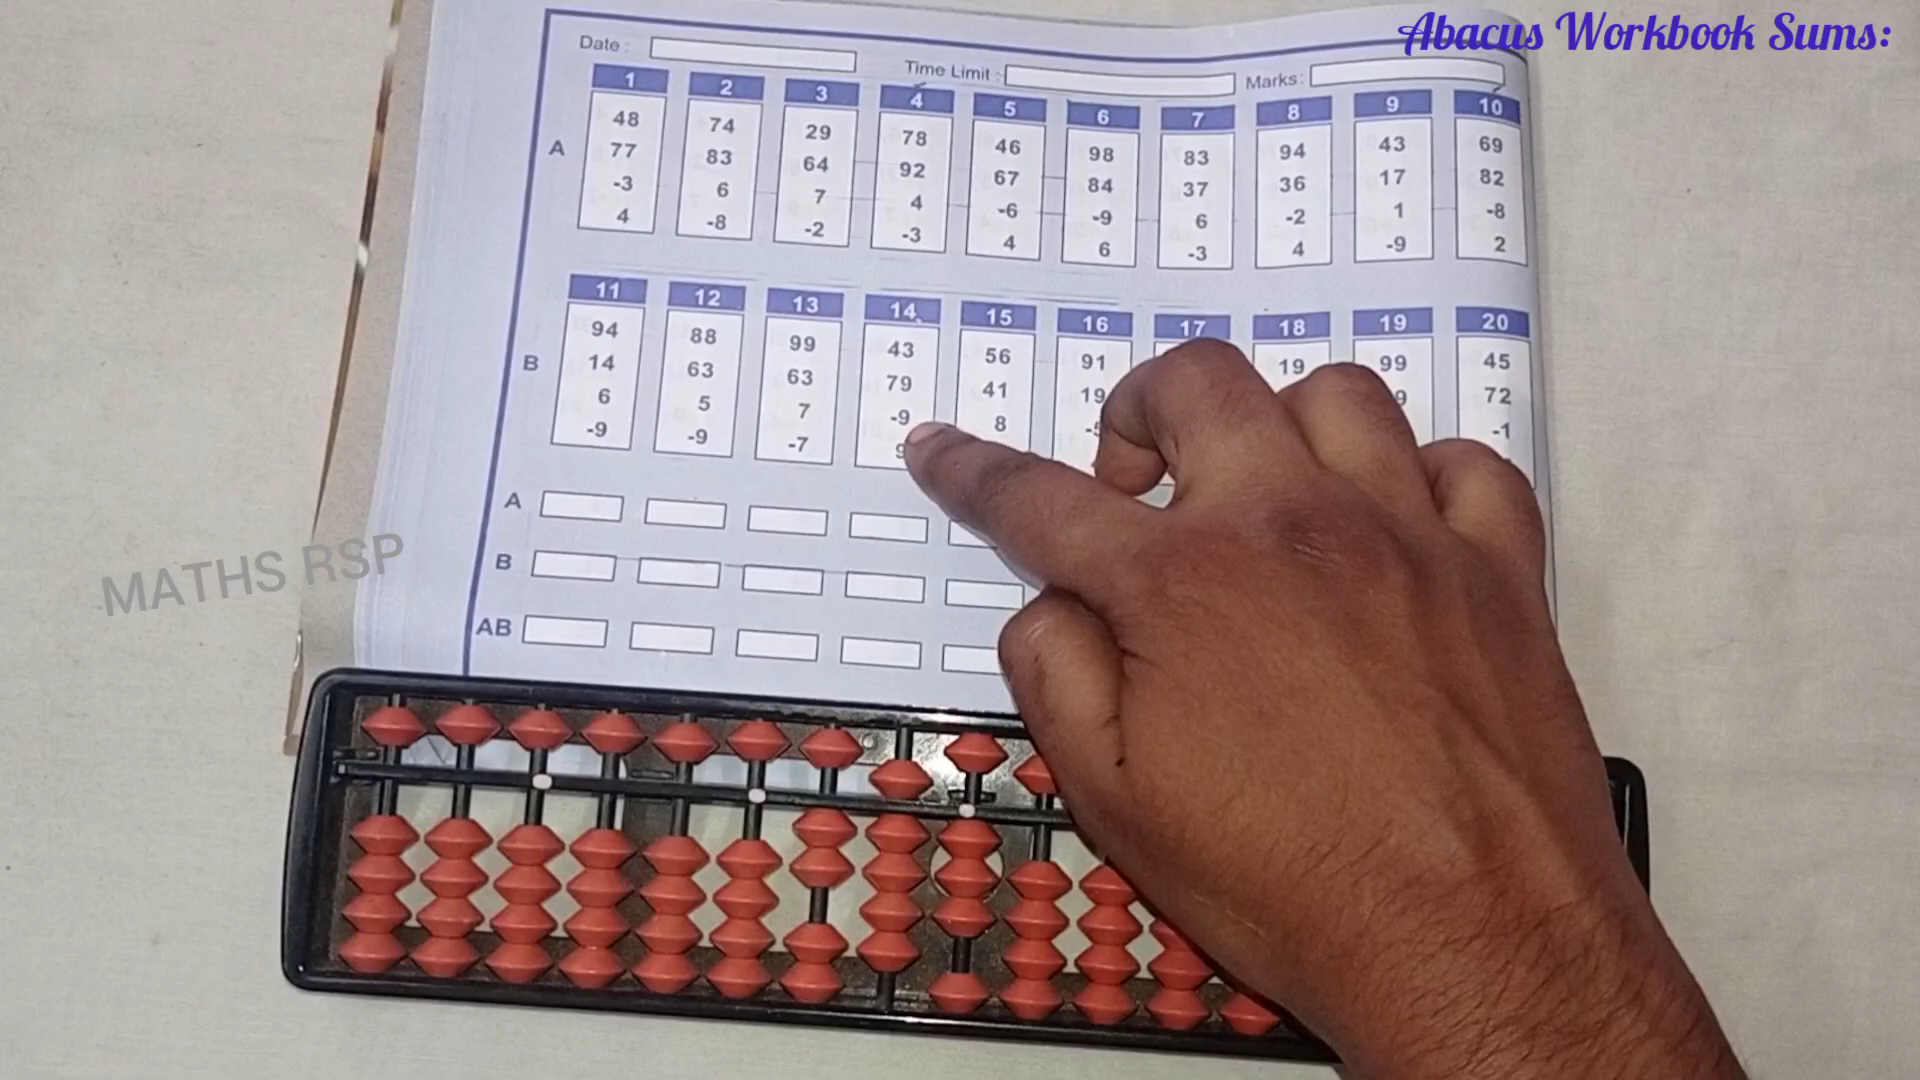 Abacus Workbook Sums:
Date :
Time Limit :
Marks:
1 2 3 4 5 6 7 8 9 10
A
48 74 29 78 46 98 83 94 43 69
77 83 64 92 67 84 37 36 17 82
-3 6 7 4 -6 -9 6 -2 1 -8
4 -8 -2 -3 4 6 -3 4 -9 2
11 12 13 14 15 16 17 18 19 20
B
94 88 99 43 56 91 19 99 45
14 63 63 79 41 19 72
6 5 7 -9 8 -1
-9 -9 -7
A
B
AB
MATHS RSP